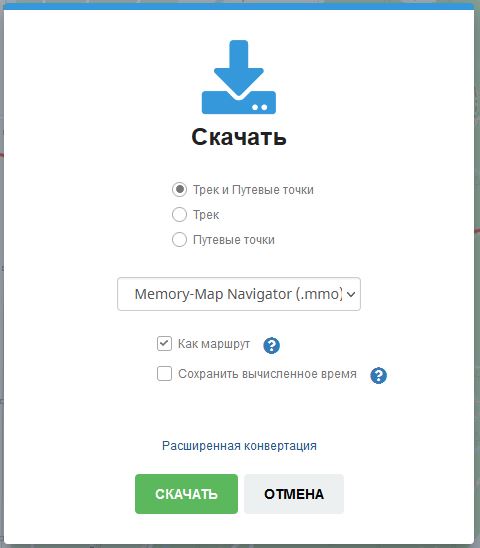 Скачать
Трек и Путевые точки
Трек
Путевые точки
Memory-Map Navigator (.mmo)
Как маршрут ?
Сохранить вычисленное время ?
Расширенная конвертация
СКАЧАТЬ ОТМЕНА